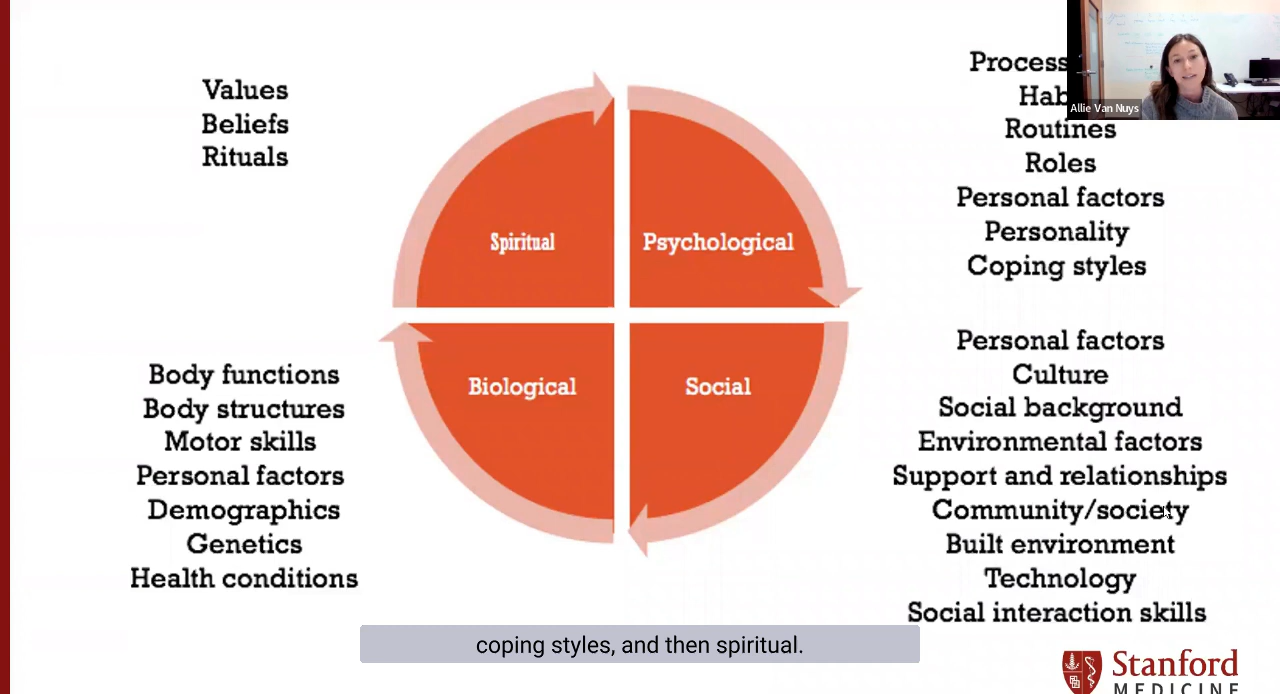 Values
Beliefs
Rituals
Spiritual
Psychological
Routines
Roles
Personal factors
Personality
Coping styles
Allie Van Nuys
Biological
Social
Body functions
Body structures
Motor skills
Personal factors
Demographics
Genetics
Health conditions
Personal factors
Culture
Social background
Environmental factors
Support and relationships
Community/society
Built environment
Technology
Social interaction skills
coping styles, and then spiritual.
Stanford
MEDICINE